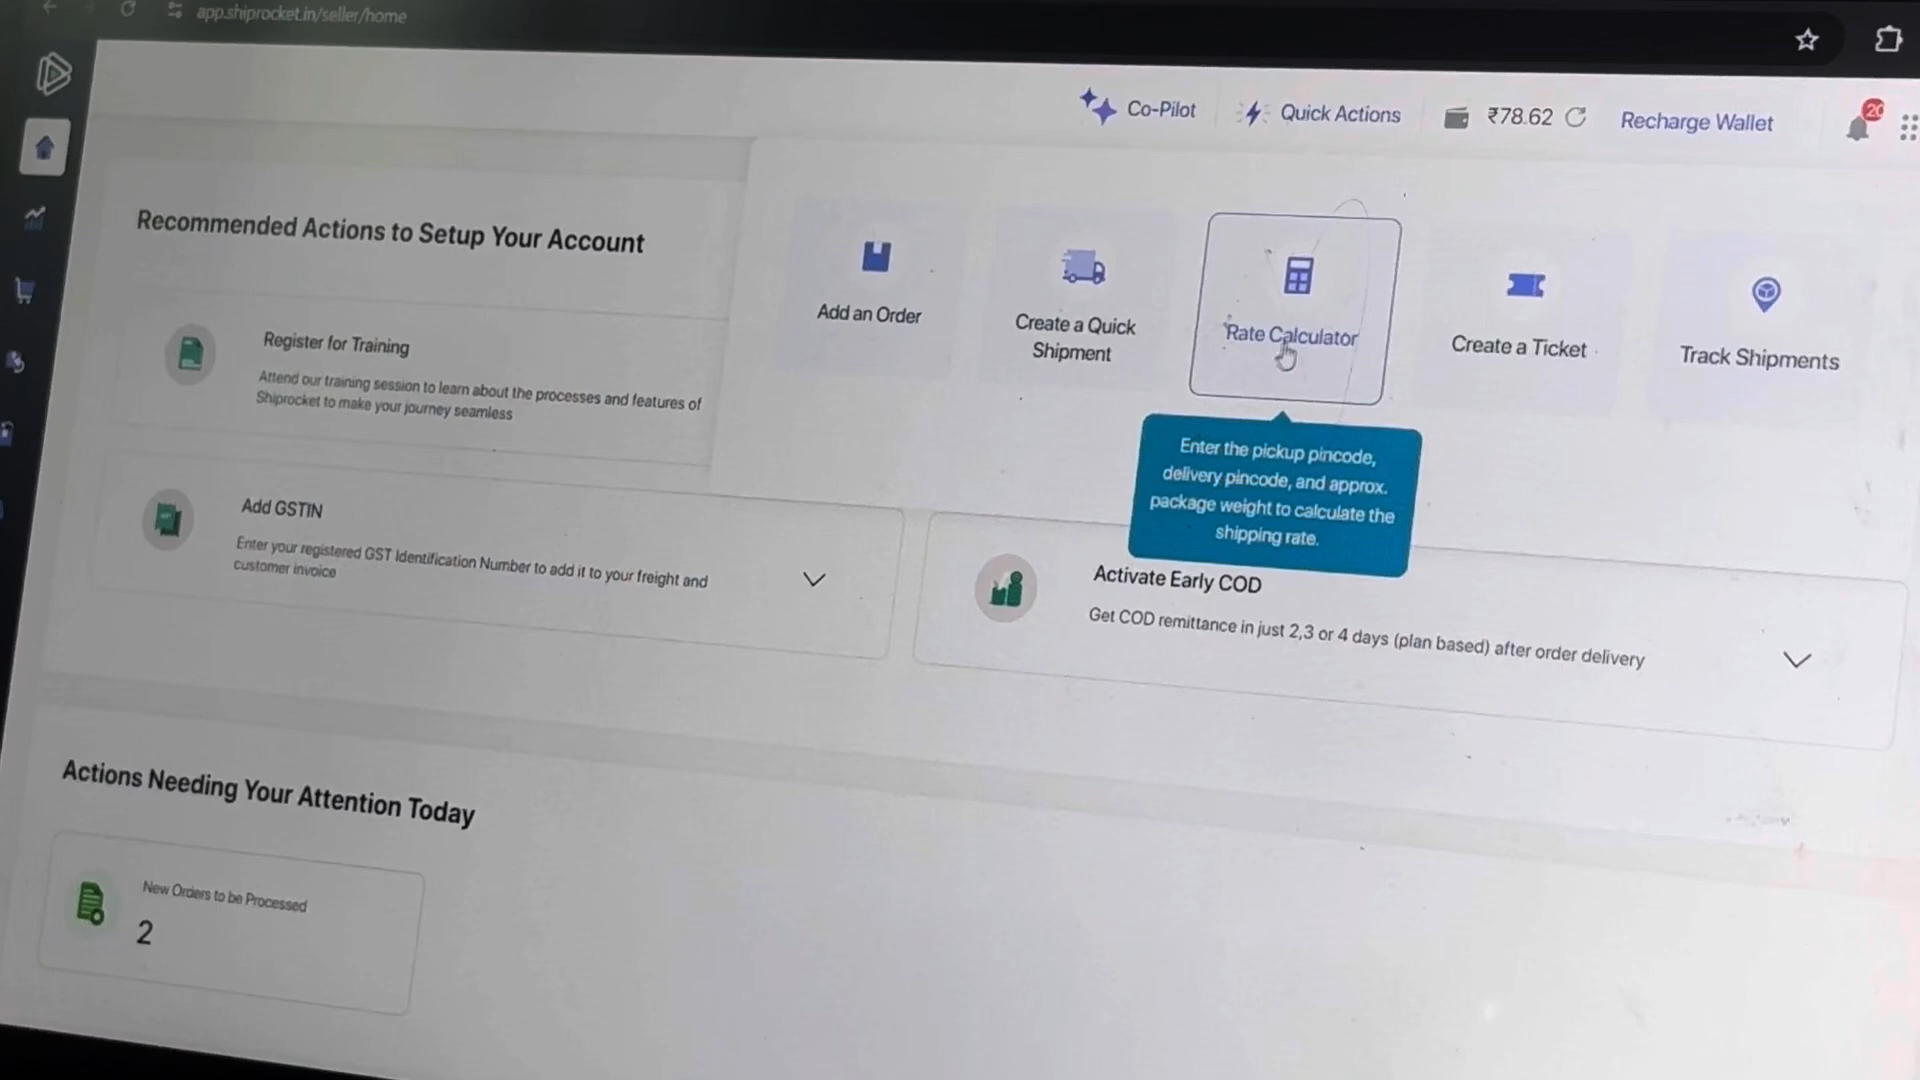 app.shiprocket.in/seller/home
Co-Pilot
Quick Actions
₹78.62
Recharge Wallet
20
Recommended Actions to Setup Your Account
Add an Order
Create a Quick
Shipment
Rate Calculator
Create a Ticket
Track Shipments
Register for Training
Attend our training session to learn about the processes and features of
Shiprocket to make your journey seamless
Enter the pickup pincode,
delivery pincode, and approx.
package weight to calculate the
shipping rate.
Add GSTIN
Enter your registered GST Identification Number to add it to your freight and
customer invoice
Activate Early COD
Get COD remittance in just 2,3 or 4 days (plan based) after order delivery
Actions Needing Your Attention Today
New Orders to be Processed
2